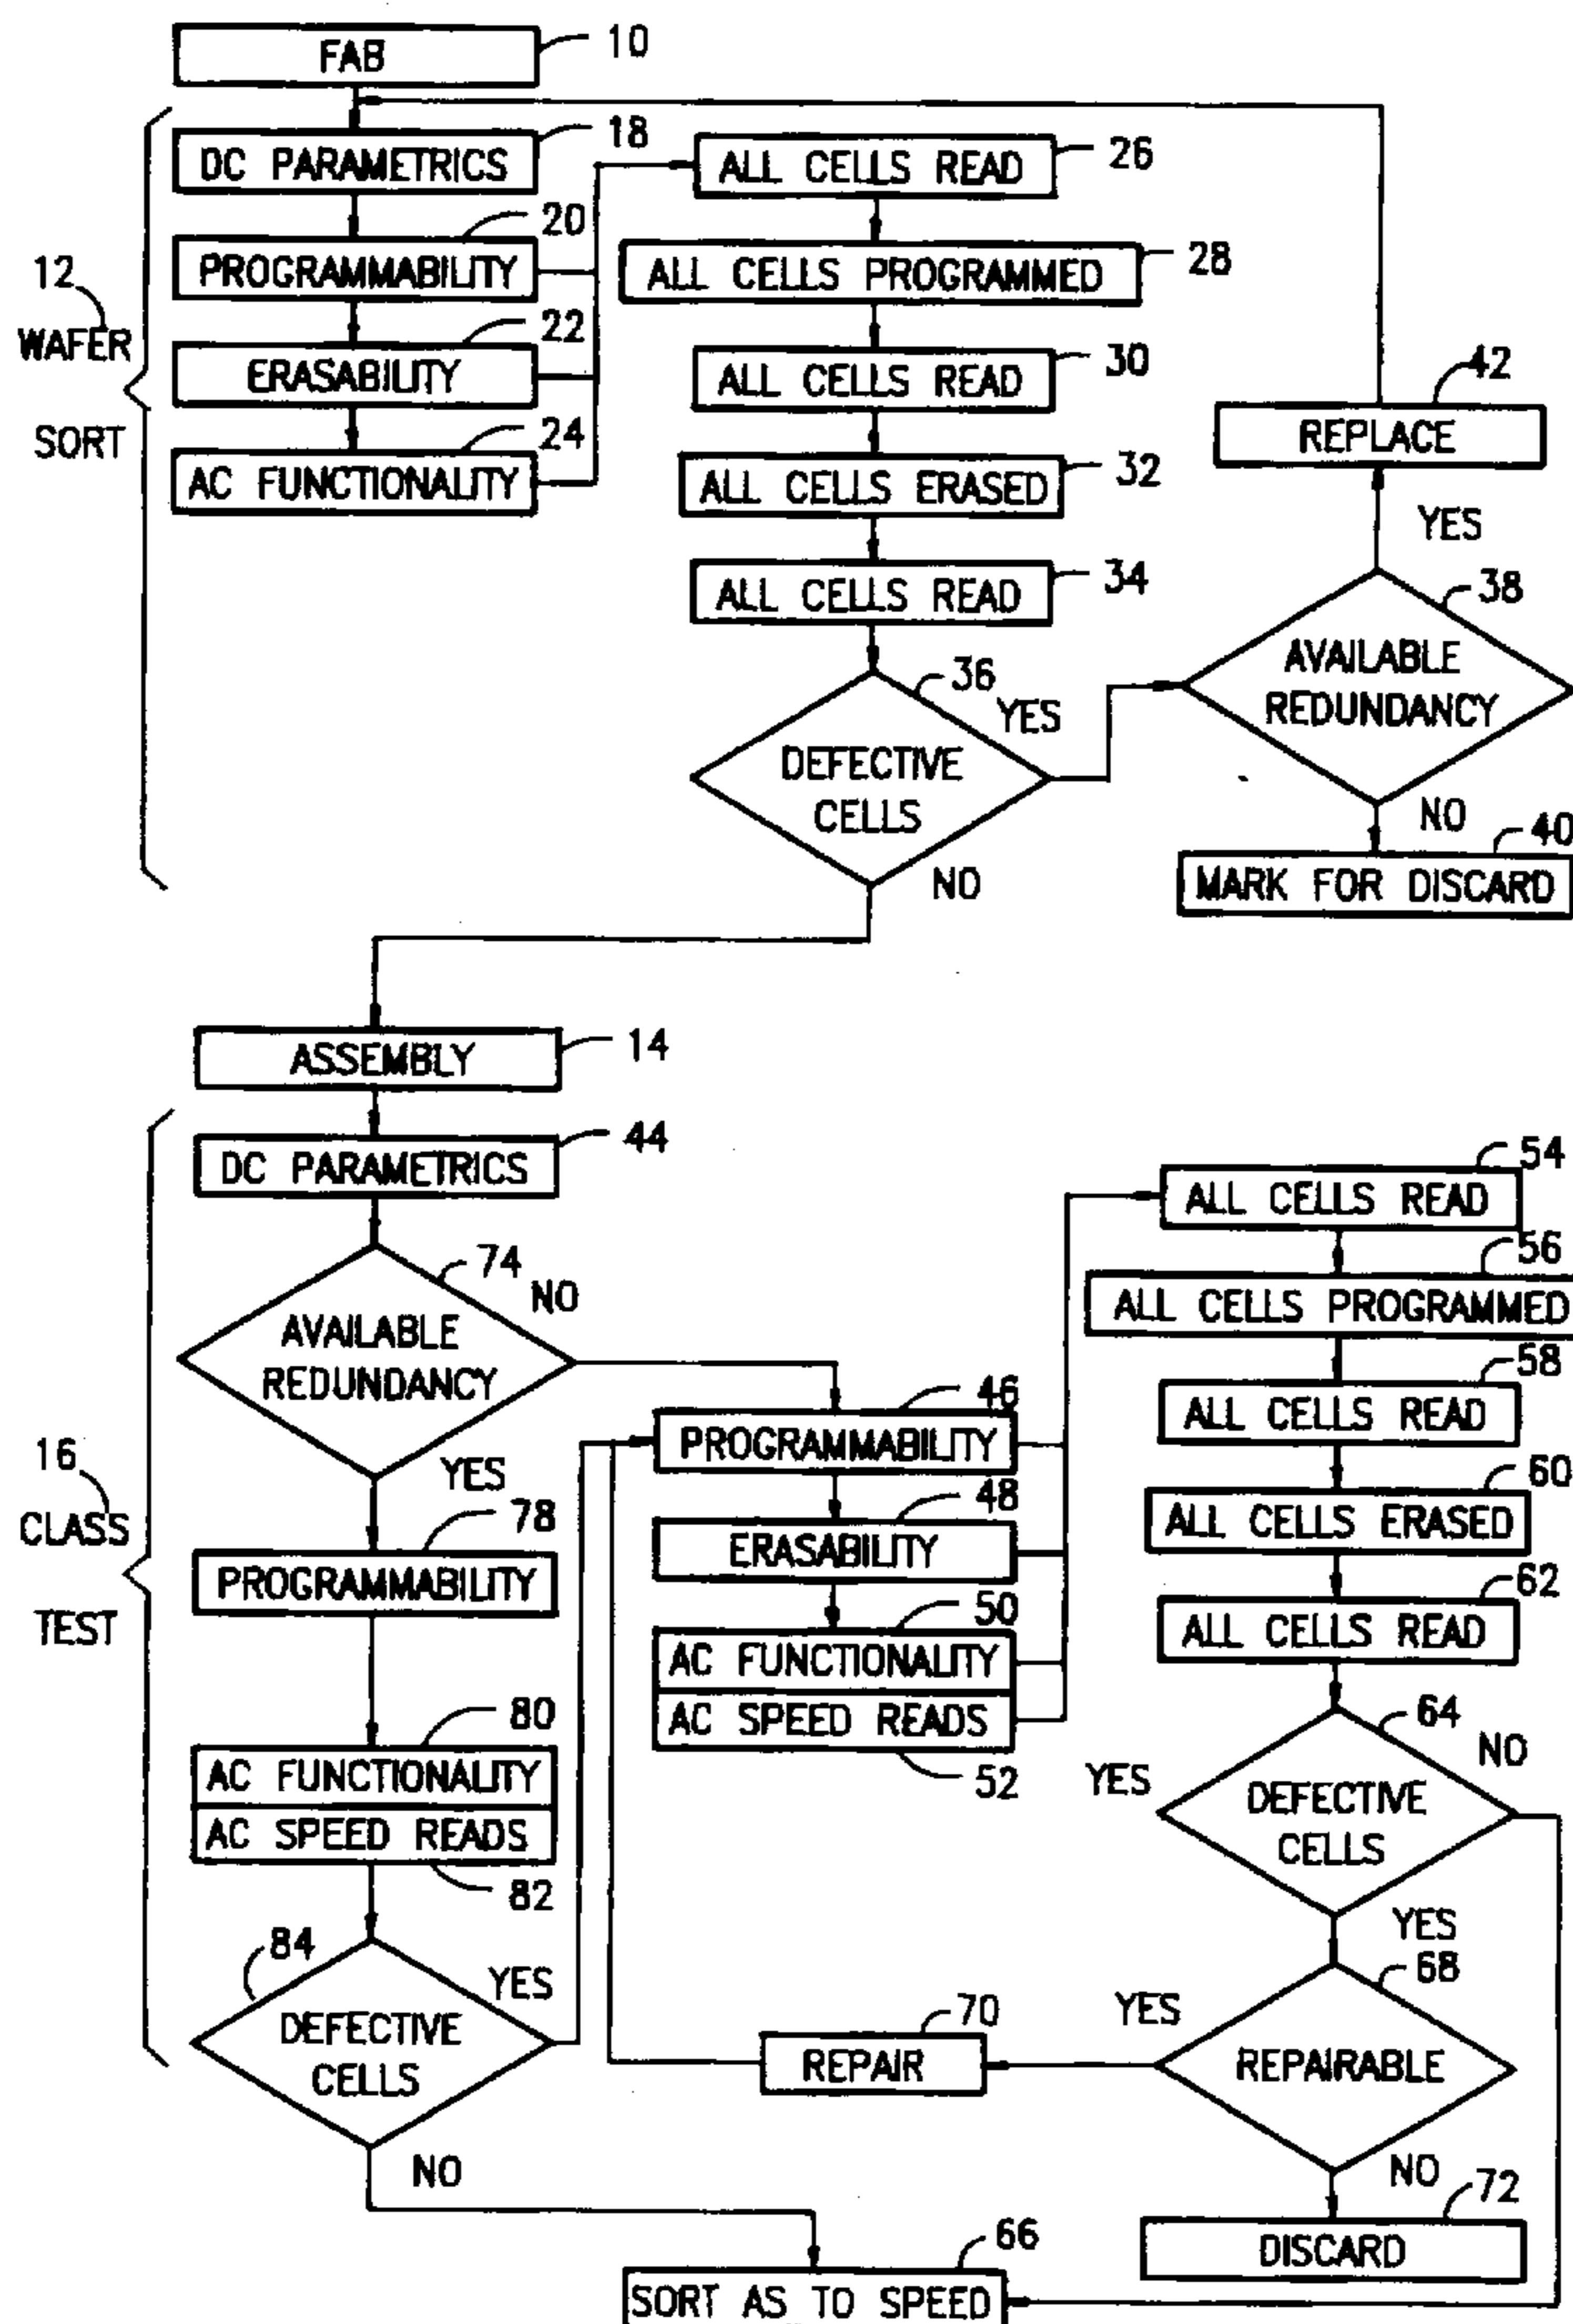 FAB
10
DC PARAMETRICS
18
PROGRAMMABILITY
20
ERASABILITY
22
AC FUNCTIONALITY
24
12
WAFER
SORT
ALL CELLS READ
26
ALL CELLS PROGRAMMED
28
ALL CELLS READ
30
ALL CELLS ERASED
32
ALL CELLS READ
34
36
DEFECTIVE
CELLS
YES
NO
42
REPLACE
YES
38
AVAILABLE
REDUNDANCY
NO
40
MARK FOR DISCARD
ASSEMBLY
14
DC PARAMETRICS
44
74
NO
AVAILABLE
REDUNDANCY
YES
16
CLASS
TEST
78
PROGRAMMABILITY
80
AC FUNCTIONALITY
AC SPEED READS
82
84
YES
DEFECTIVE
CELLS
NO
46
PROGRAMMABILITY
48
ERASABILITY
50
AC FUNCTIONALITY
AC SPEED READS
52
54
ALL CELLS READ
56
ALL CELLS PROGRAMMED
58
ALL CELLS READ
60
ALL CELLS ERASED
62
ALL CELLS READ
64
YES
NO
DEFECTIVE
CELLS
YES
68
YES
REPAIRABLE
70
REPAIR
NO
72
DISCARD
66
SORT AS TO SPEED